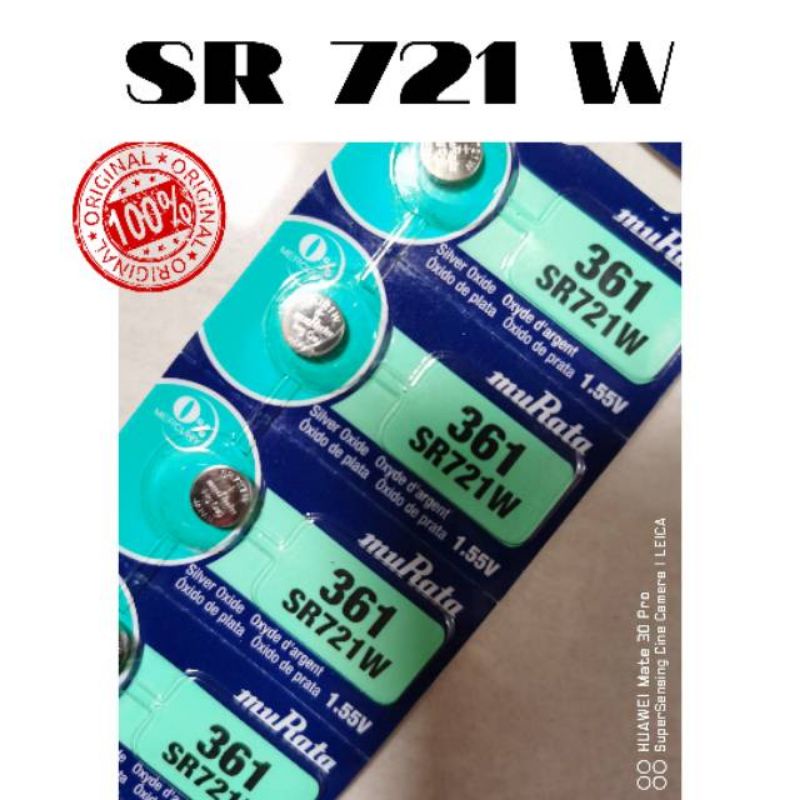 SR 721 W
ORIGINAL ★ ORIGINAL ★ ORIGINAL ★
100%
muRata
361
SR721W
Silver Oxide Oxyde d'argent
Óxido de plata Óxido de prata 1.55V
0%
MERCURY
muRata
361
SR721W
Silver Oxide Oxyde d'argent
Óxido de plata Óxido de prata 1.55V
0%
MERCURY
muRata
361
SR721W
Silver Oxide Oxyde d'argent
Óxido de plata Óxido de prata 1.55V
muRata
361
SR721W
Oxyde d'argent
HUAWEI Mate 30 Pro
SuperSensing Cine Camera | LEICA